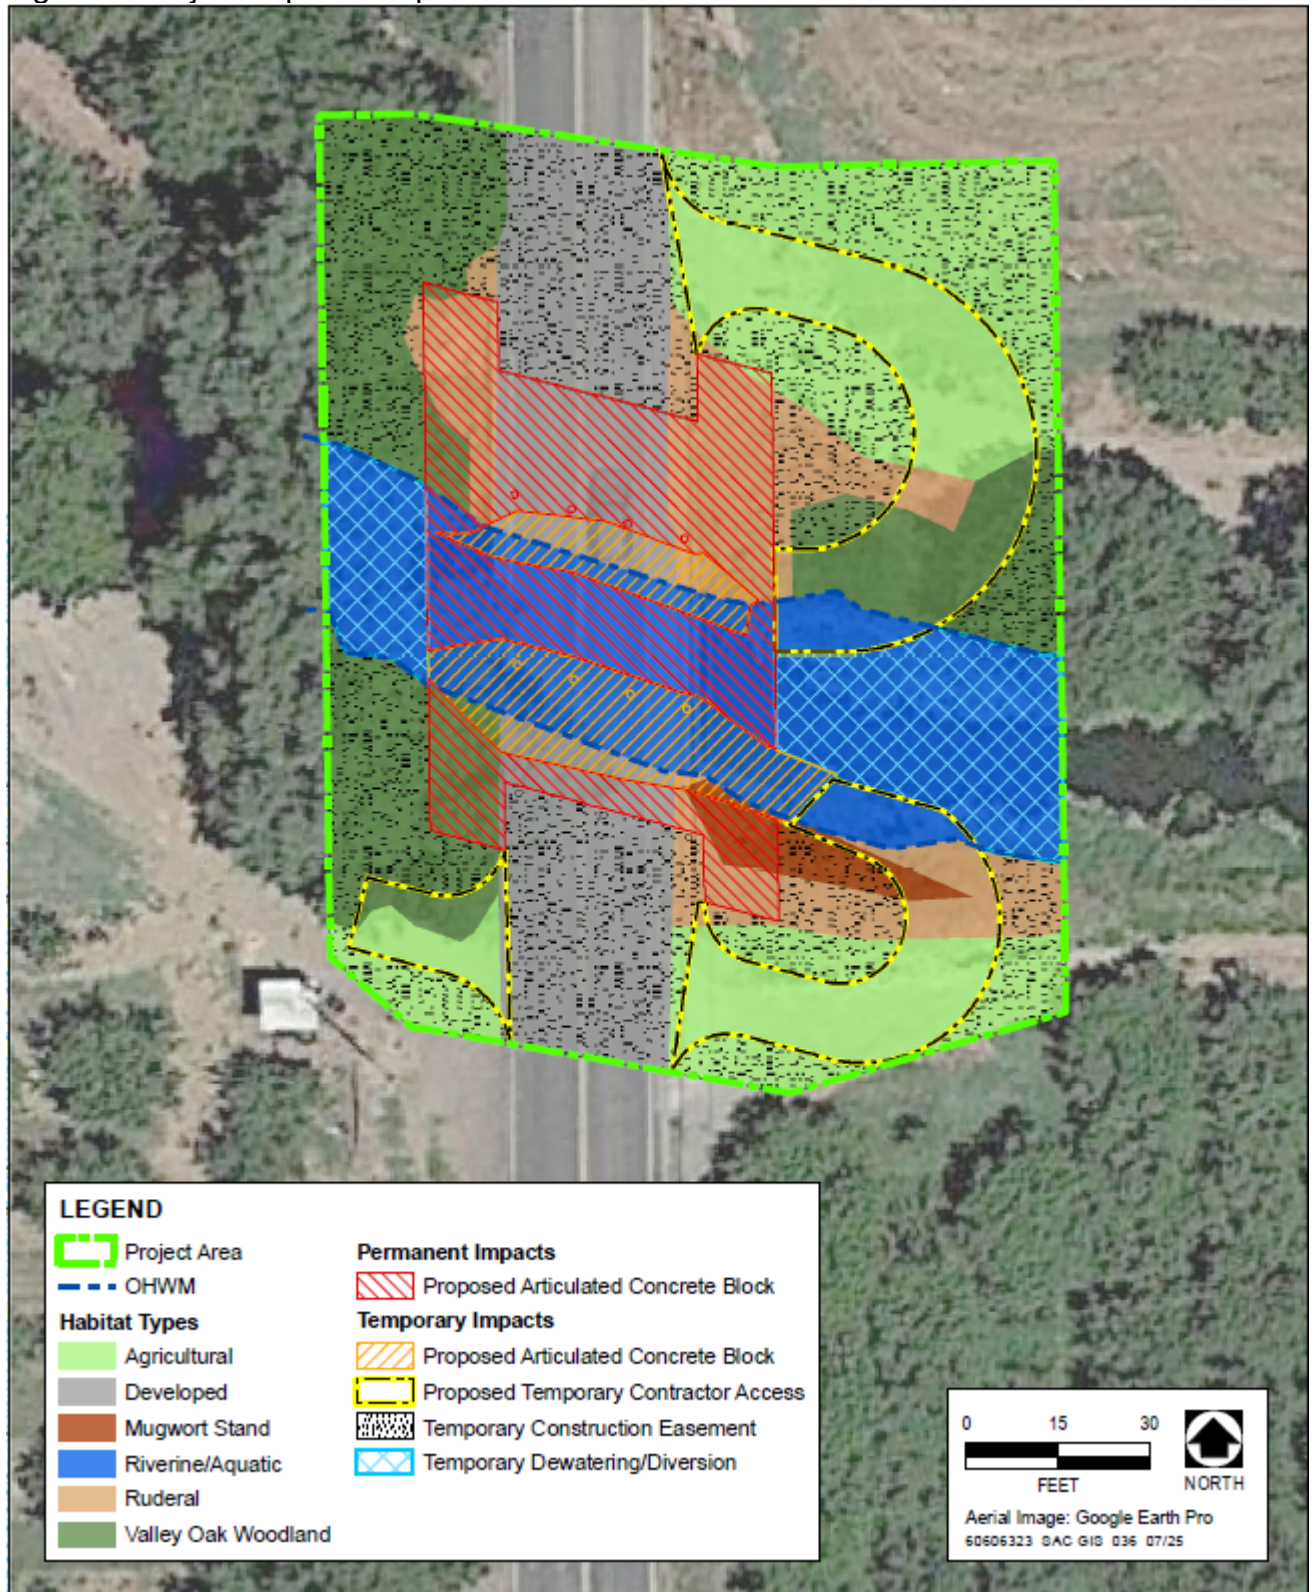 LEGEND
Project Area
OHWM
Habitat Types
Agricultural
Developed
Mugwort Stand
Riverine/Aquatic
Ruderal
Valley Oak Woodland
Permanent Impacts
Proposed Articulated Concrete Block
Temporary Impacts
Proposed Articulated Concrete Block
Proposed Temporary Contractor Access
Temporary Construction Easement
Temporary Dewatering/Diversion
0 15 30
FEET
NORTH
Aerial Image: Google Earth Pro
60606323 SAC GIS 036 07/25